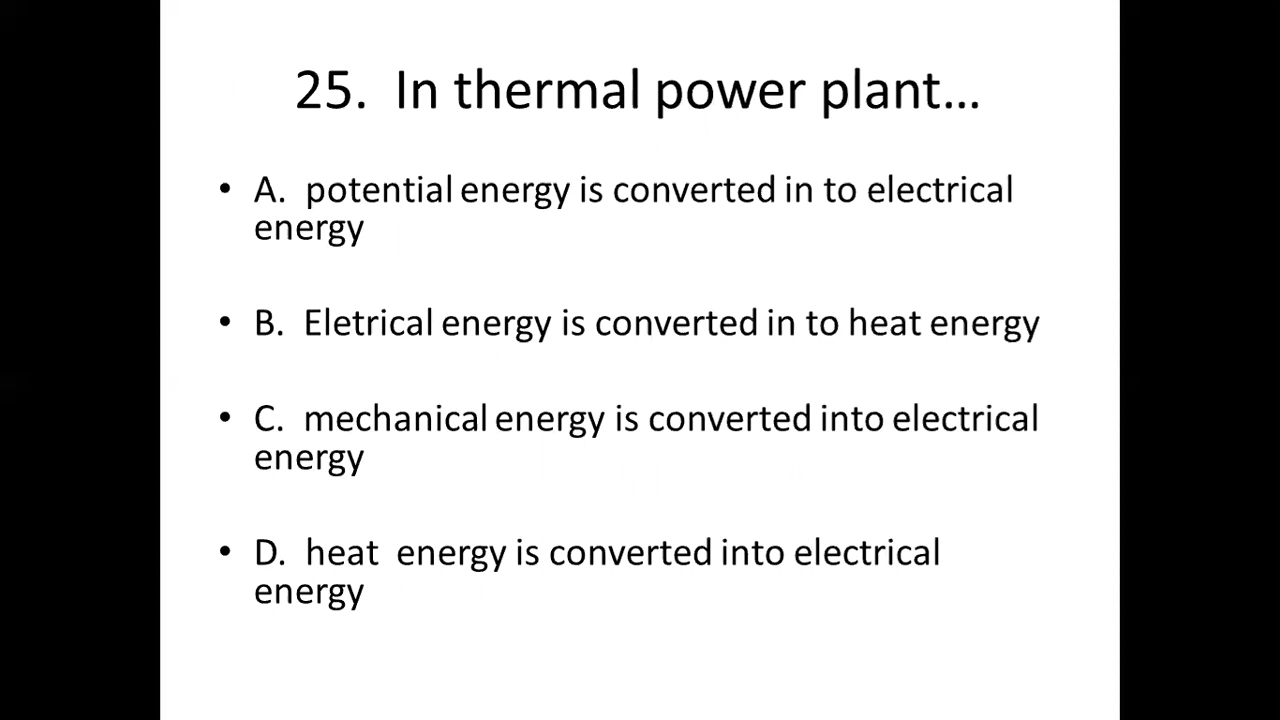 25. In thermal power plant...
• A. potential energy is converted in to electrical
energy
• B. Eletrical energy is converted in to heat energy
• C. mechanical energy is converted into electrical
energy
• D. heat energy is converted into electrical
energy